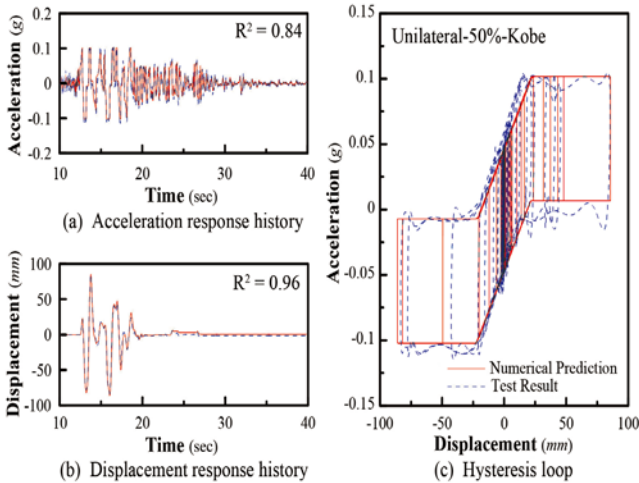 0.2
0.1
0.0
-0.1
-0.2
Acceleration (g)
R² = 0.84
10 20 30 40
Time (sec)
(a) Acceleration response history
100
50
0
-50
-100
Displacement (mm)
R² = 0.96
10 20 30 40
Time (sec)
(b) Displacement response history
0.15
0.1
0.05
0
-0.05
-0.1
-0.15
Acceleration (g)
Unilateral-50%-Kobe
Numerical Prediction
Test Result
-100 -50 0 50 100
Displacement (mm)
(c) Hysteresis loop